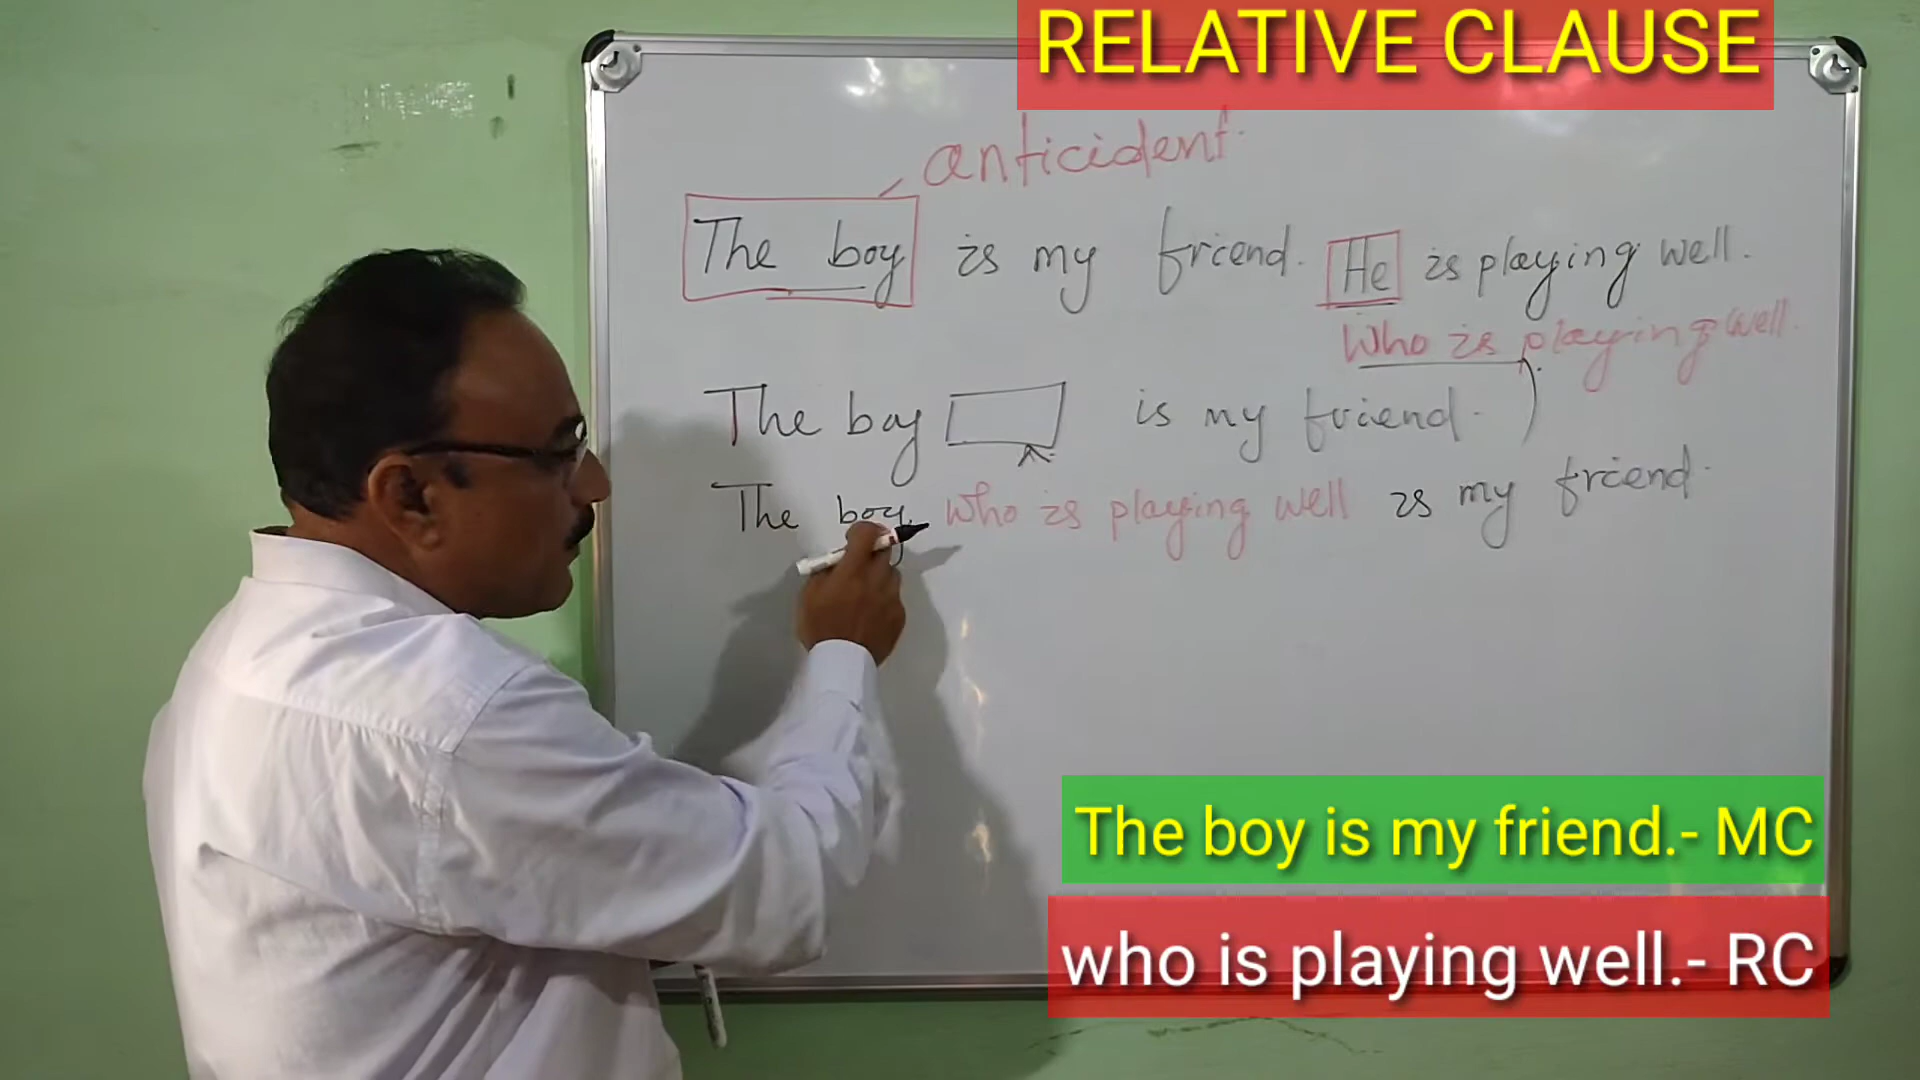 RELATIVE CLAUSE
anticident.
The boy is my friend. He is playing well.
Who is playing well.
The boy is my friend.
The boy who is playing well is my friend.
The boy is my friend.- MC
who is playing well.- RC